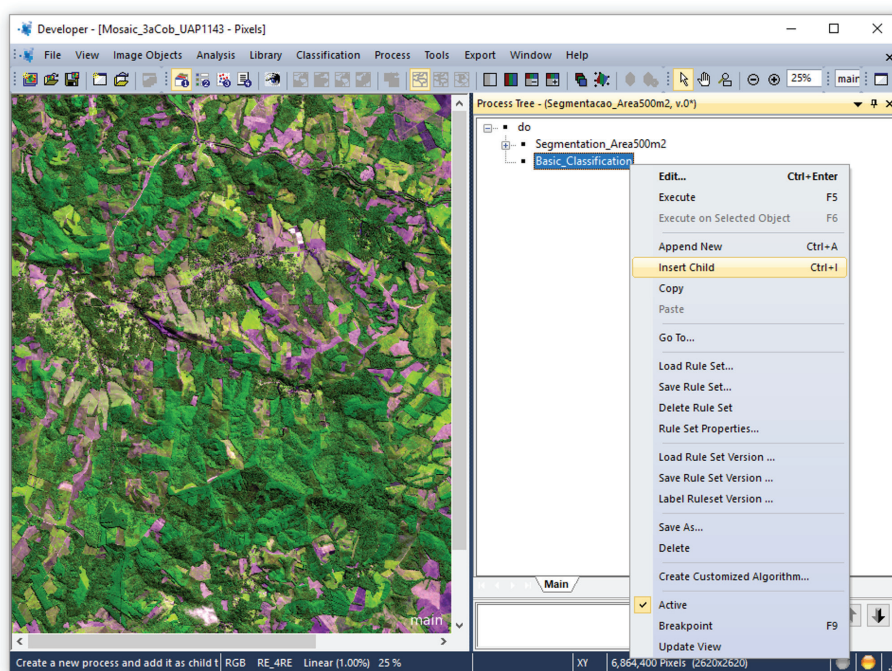 Developer - [Mosaic_3aCob_UAP1143 - Pixels]
File View Image Objects Analysis Library Classification Process Tools Export Window Help
25% main
Process Tree - (Segmentacao_Area500m2, v.0*)
do
Segmentation_Area500m2
Basic_Classification
Edit... Ctrl+Enter
Execute F5
Execute on Selected Object F6
Append New Ctrl+A
Insert Child Ctrl+I
Copy
Paste
Go To...
Load Rule Set...
Save Rule Set...
Delete Rule Set
Rule Set Properties...
Load Rule Set Version ...
Save Rule Set Version ...
Label Ruleset Version ...
Save As...
Delete
Create Customized Algorithm...
Active
Breakpoint F9
Update View
Main
main
Create a new process and add it as child t RGB RE_4RE Linear (1.00%) 25 % XY 6,864,400 Pixels (2620x2620)